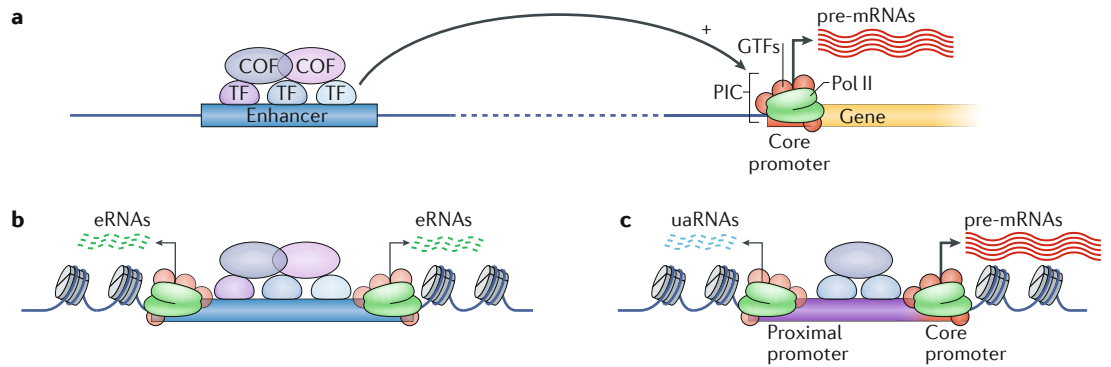 a
+
pre-mRNAs
GTFs
COF COF
Pol II
PIC
TF TF TF
Enhancer
Gene
Core
promoter
b
eRNAs
eRNAs
c
uaRNAs
pre-mRNAs
Proximal
promoter
Core
promoter